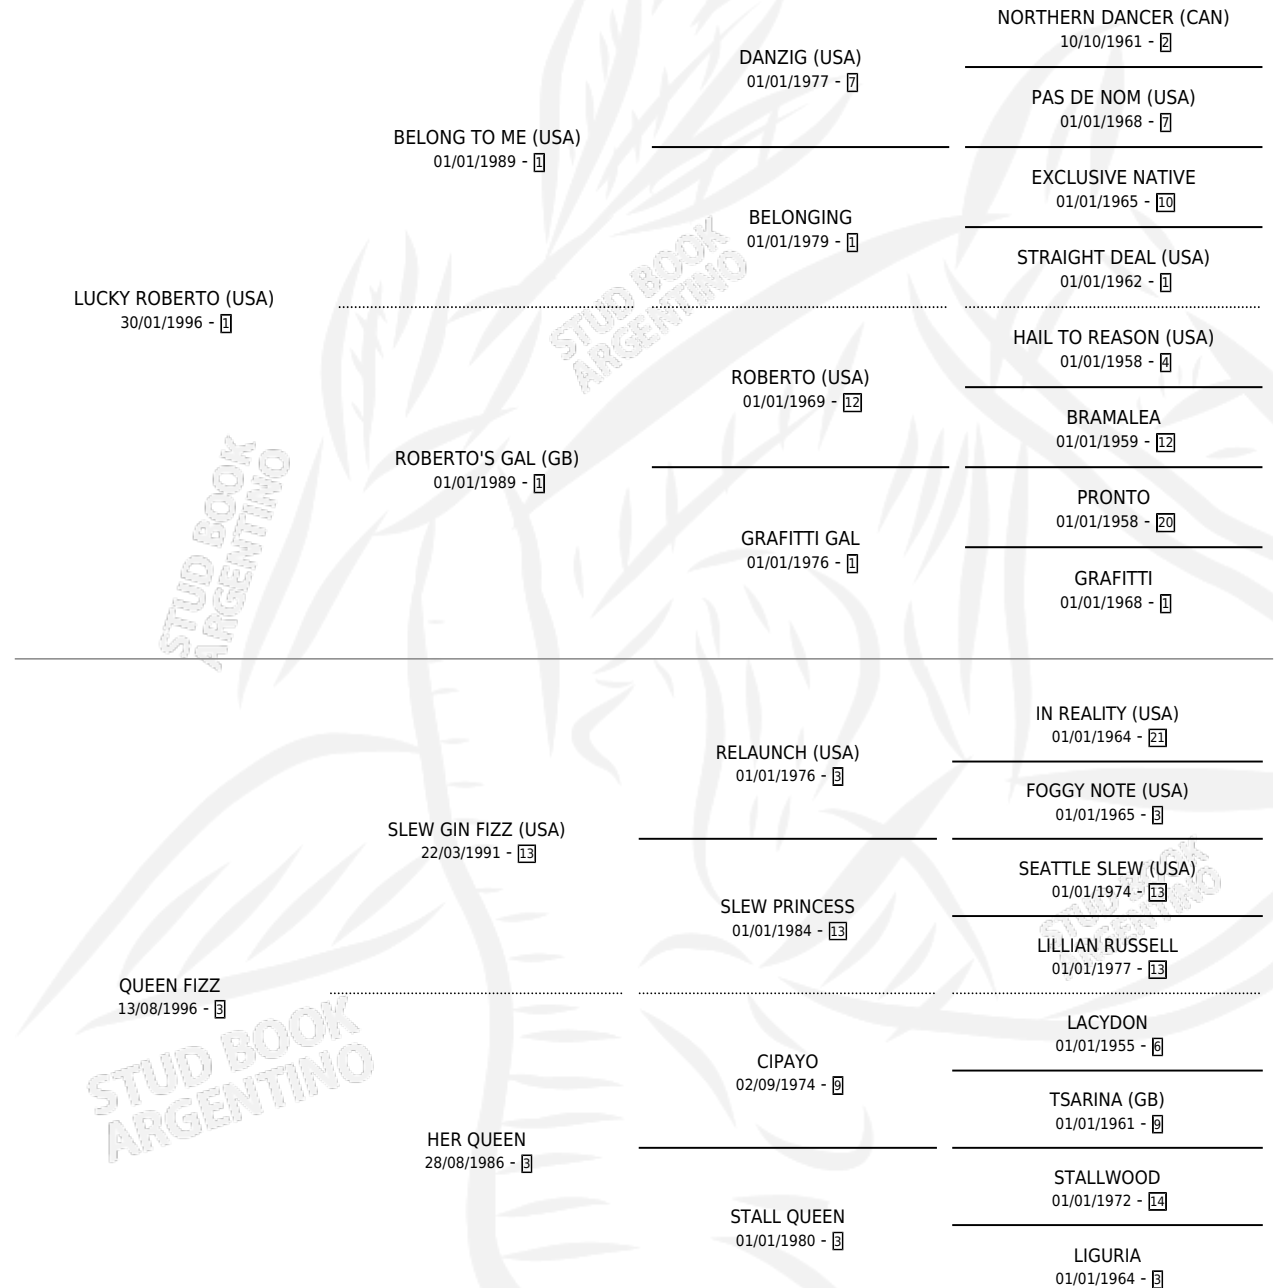 NORTHERN DANCER (CAN)
10/10/1961 - 2
DANZIG (USA)
01/01/1977 - 7
PAS DE NOM (USA)
01/01/1968 - 7
BELONG TO ME (USA)
01/01/1989 - 1
EXCLUSIVE NATIVE
01/01/1965 - 10
BELONGING
01/01/1979 - 1
STRAIGHT DEAL (USA)
01/01/1962 - 1
LUCKY ROBERTO (USA)
30/01/1996 - 1
HAIL TO REASON (USA)
01/01/1958 - 4
ROBERTO (USA)
01/01/1969 - 12
BRAMALEA
01/01/1959 - 12
ROBERTO'S GAL (GB)
01/01/1989 - 1
PRONTO
01/01/1958 - 20
GRAFITTI GAL
01/01/1976 - 1
GRAFITTI
01/01/1968 - 1
STUD BOOK
ARGENTINO
STUD BOOK
ARGENTINO
IN REALITY (USA)
01/01/1964 - 21
RELAUNCH (USA)
01/01/1976 - 3
FOGGY NOTE (USA)
01/01/1965 - 3
SLEW GIN FIZZ (USA)
22/03/1991 - 13
SEATTLE SLEW (USA)
01/01/1974 - 13
SLEW PRINCESS
01/01/1984 - 13
LILLIAN RUSSELL
01/01/1977 - 13
QUEEN FIZZ
13/08/1996 - 3
LACYDON
01/01/1955 - 6
CIPAYO
02/09/1974 - 9
TSARINA (GB)
01/01/1961 - 9
HER QUEEN
28/08/1986 - 3
STALLWOOD
01/01/1972 - 14
STALL QUEEN
01/01/1980 - 3
LIGURIA
01/01/1964 - 3
STUD BOOK
ARGENTINO
STUD BOOK
ARGENTINO